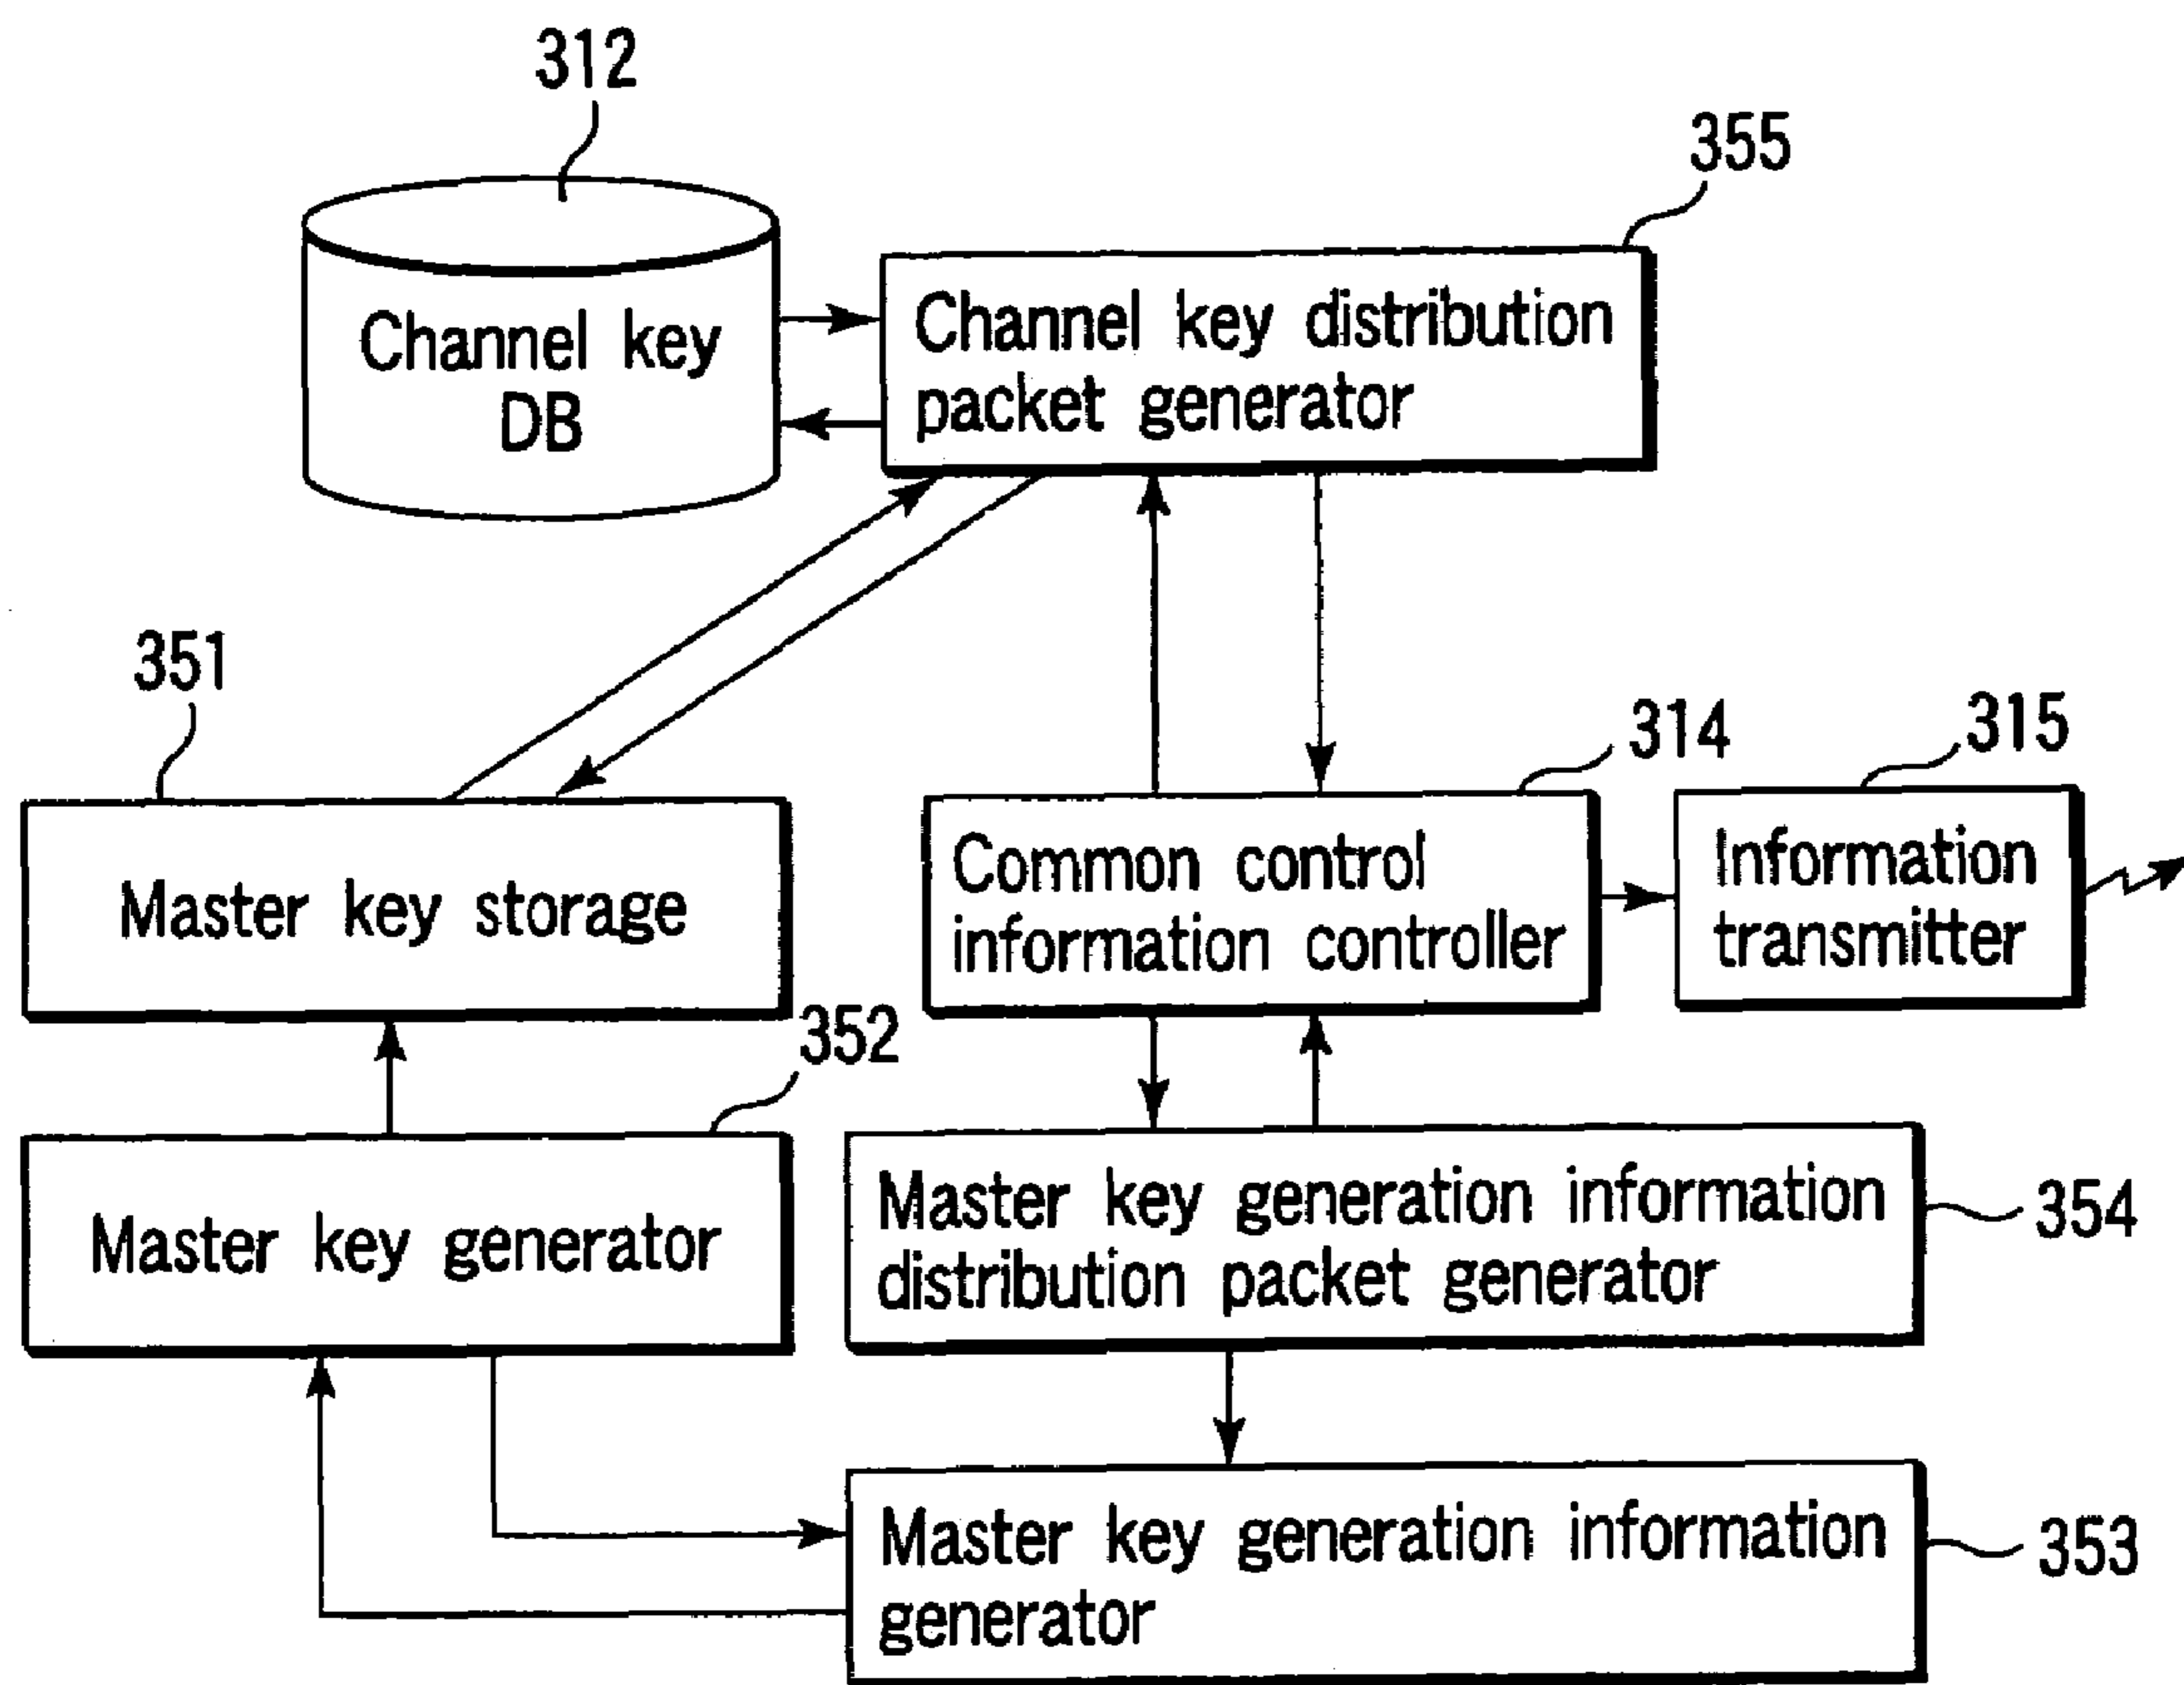 312
355
Channel key
DB
Channel key distribution
packet generator
351
314
315
Master key storage
Common control
information controller
Information
transmitter
352
Master key generator
Master key generation information
distribution packet generator
354
Master key generation information
generator
353